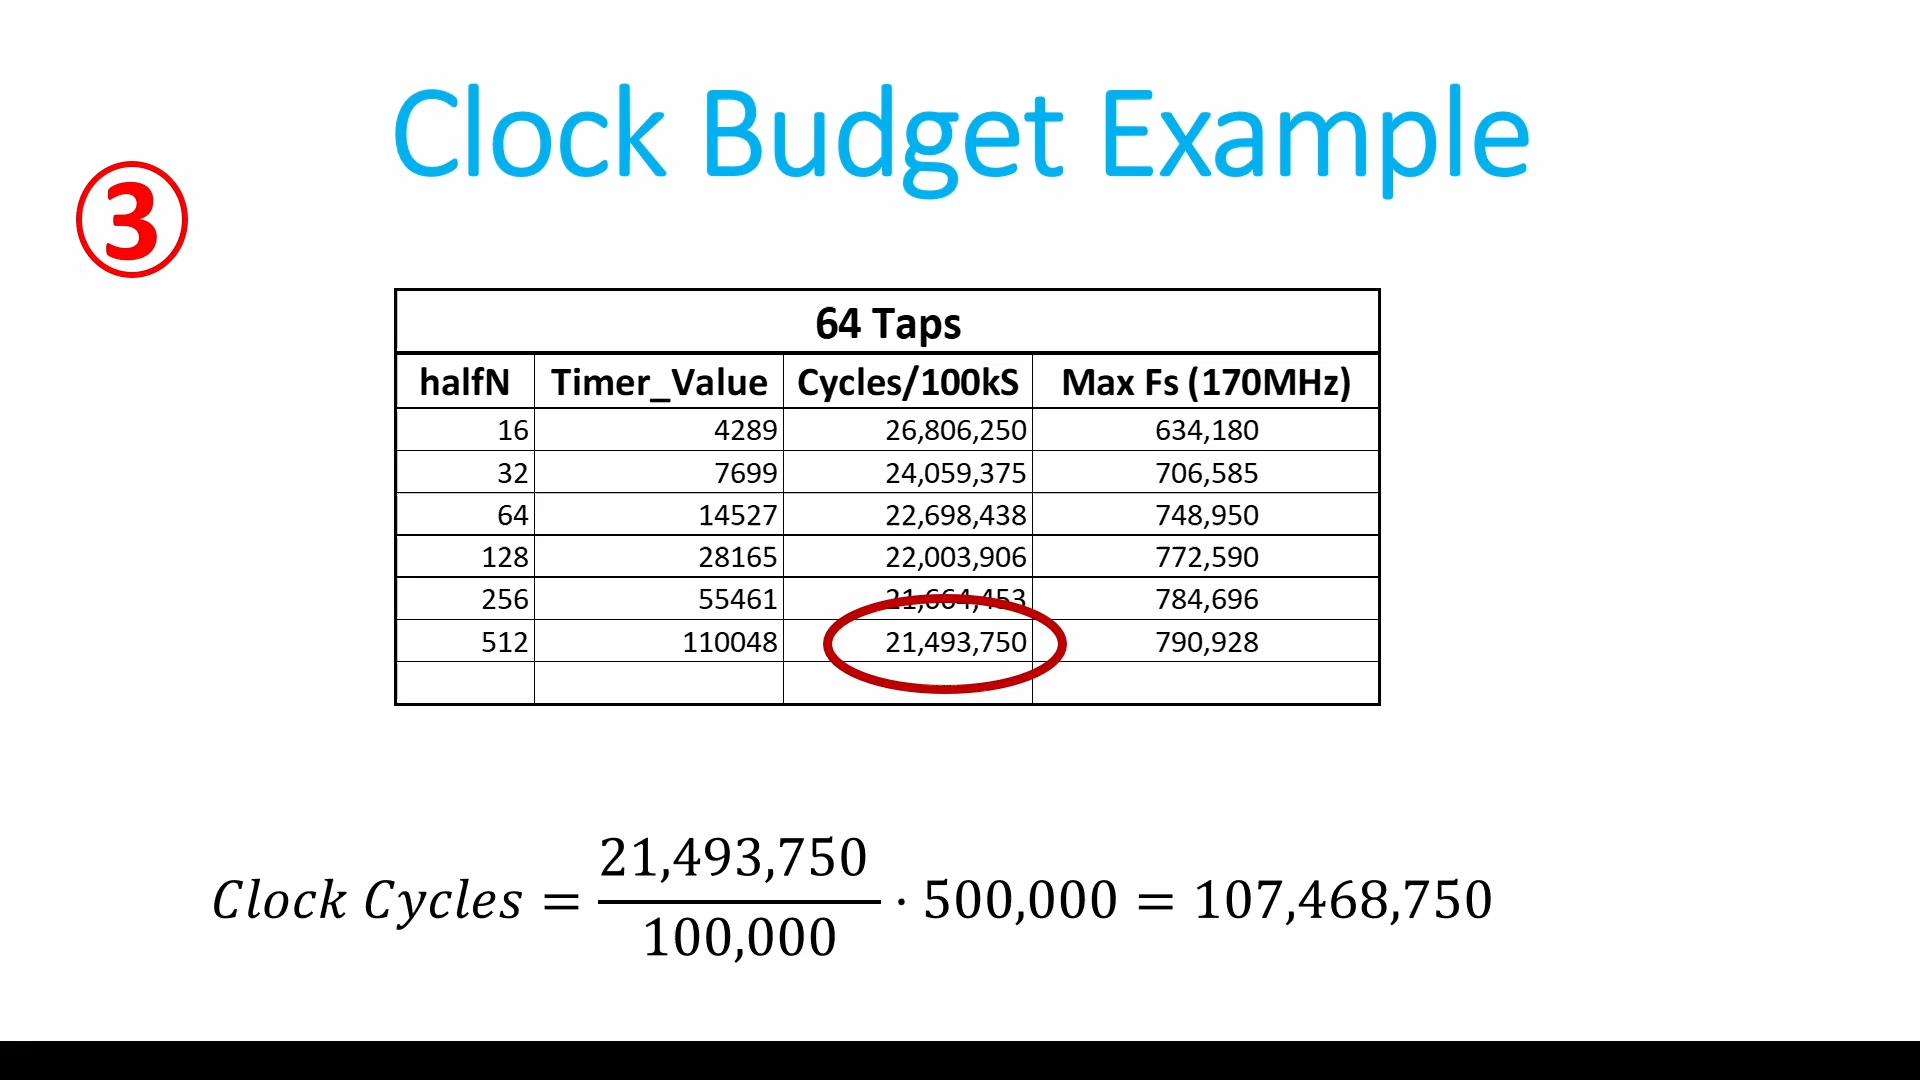 Clock Budget Example
3
64 Taps
halfN Timer_Value Cycles/100kS Max Fs (170MHz)
16 4289 26,806,250 634,180
32 7699 24,059,375 706,585
64 14527 22,698,438 748,950
128 28165 22,003,906 772,590
256 55461 21,664,453 784,696
512 110048 21,493,750 790,928
Clock Cycles = 21,493,750 / 100,000 · 500,000 = 107,468,750